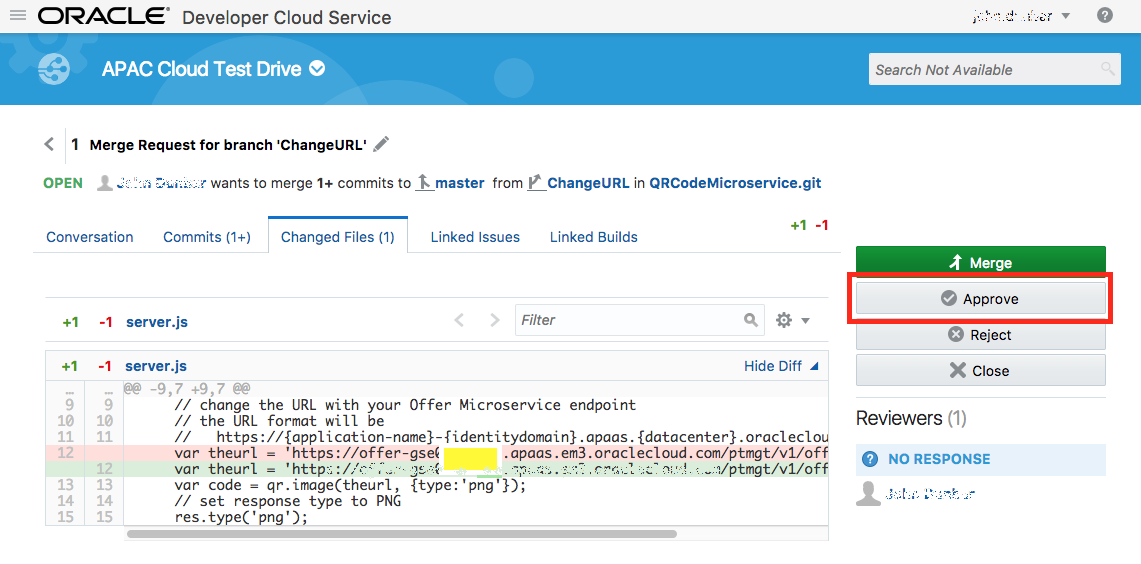 ORACLE® Developer Cloud Service
APAC Cloud Test Drive
Search Not Available
1 Merge Request for branch 'ChangeURL'
OPEN wants to merge 1+ commits to master from ChangeURL in QRCodeMicroservice.git
Conversation Commits (1+) Changed Files (1) Linked Issues Linked Builds +1 -1
+1 -1 server.js Filter
+1 -1 server.js Hide Diff
... ... @@ -9,7 +9,7 @@
9 9 // change the URL with your Offer Microservice endpoint
10 10 // the URL format will be
11 11 // https://{application-name}-{identitydomain}.apaas.{datacenter}.oraclecloud
12 var theurl = 'https://offer-gse .apaas.em3.oraclecloud.com/ptmgt/v1/off
12 var theurl = 'https://offer-gse .apaas.em3.oraclecloud.com/ptmgt/v1/off
13 13 var code = qr.image(theurl, {type:'png'});
14 14 // set response type to PNG
15 15 res.type('png');
Merge
Approve
Reject
Close
Reviewers (1)
? NO RESPONSE